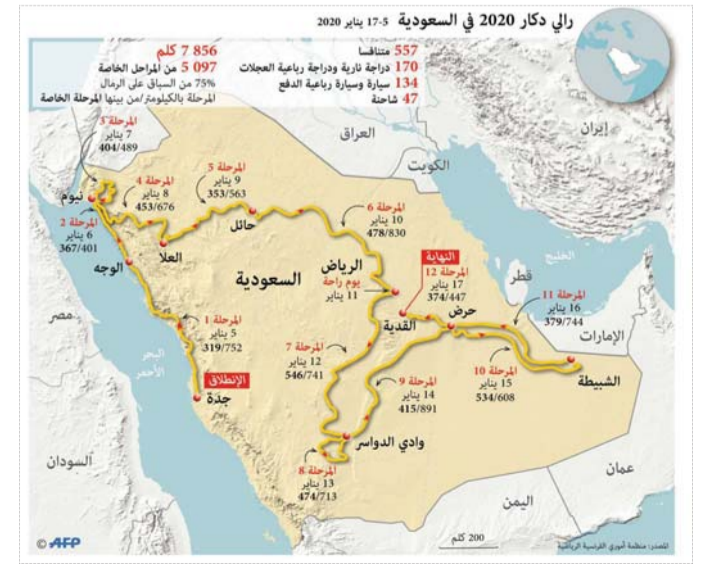 رالي دكار 2020 في السعودية 5-17 يناير 2020
557 متنافسا
170 دراجة نارية ودراجة رباعية العجلات
134 سيارة وسيارة رباعية الدفع
47 شاحنة
7 856 كلم
5 097 من المراحل الخاصة
75% من السباق على الرمال
المرحلة بالكيلومتر/من بينها المرحلة الخاصة
إيران
العراق
الكويت
المرحلة 3
7 يناير
404/489
نيوم
المرحلة 4
8 يناير
453/676
المرحلة 5
9 يناير
353/563
المرحلة 6
10 يناير
478/830
المرحلة 2
6 يناير
367/401
الوجه
العلا
حائل
الرياض
يوم راحة
11 يناير
السعودية
النهاية
المرحلة 12
17 يناير
374/447
القدية
حرض
قطر
الخليج
المرحلة 11
16 يناير
379/744
الإمارات
مصر
المرحلة 1
5 يناير
319/752
البحر
الأحمر
الإنطلاق
جدّة
المرحلة 7
12 يناير
546/741
المرحلة 9
14 يناير
415/891
المرحلة 10
15 يناير
534/608
الشبيطة
وادي الدواسر
المرحلة 8
13 يناير
474/713
السودان
اليمن
عمان
200 كلم
المصدر: منظمة أموري الفرنسية الرياضية
© AFP